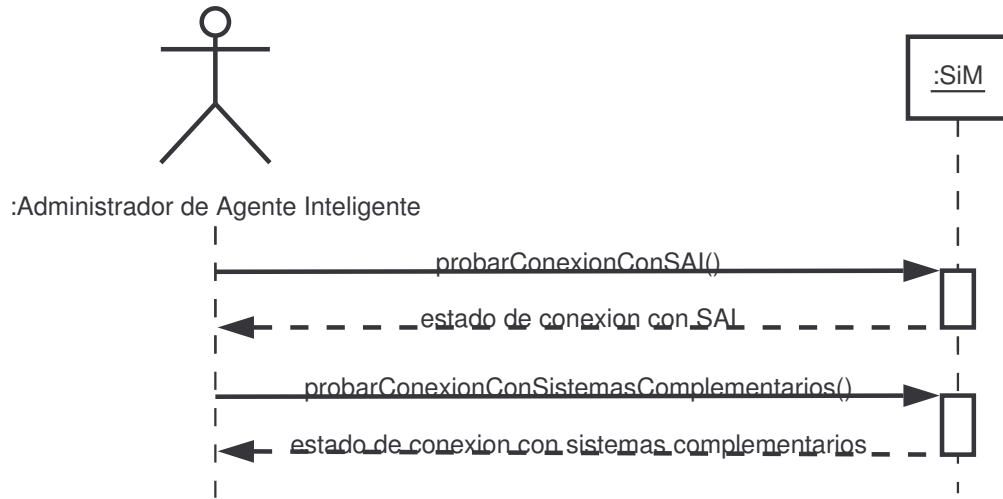 :SiM
:Administrador de Agente Inteligente
probarConexionConSAI()
estado de conexion con SAI
probarConexionConSistemasComplementarios()
estado de conexion con sistemas complementarios